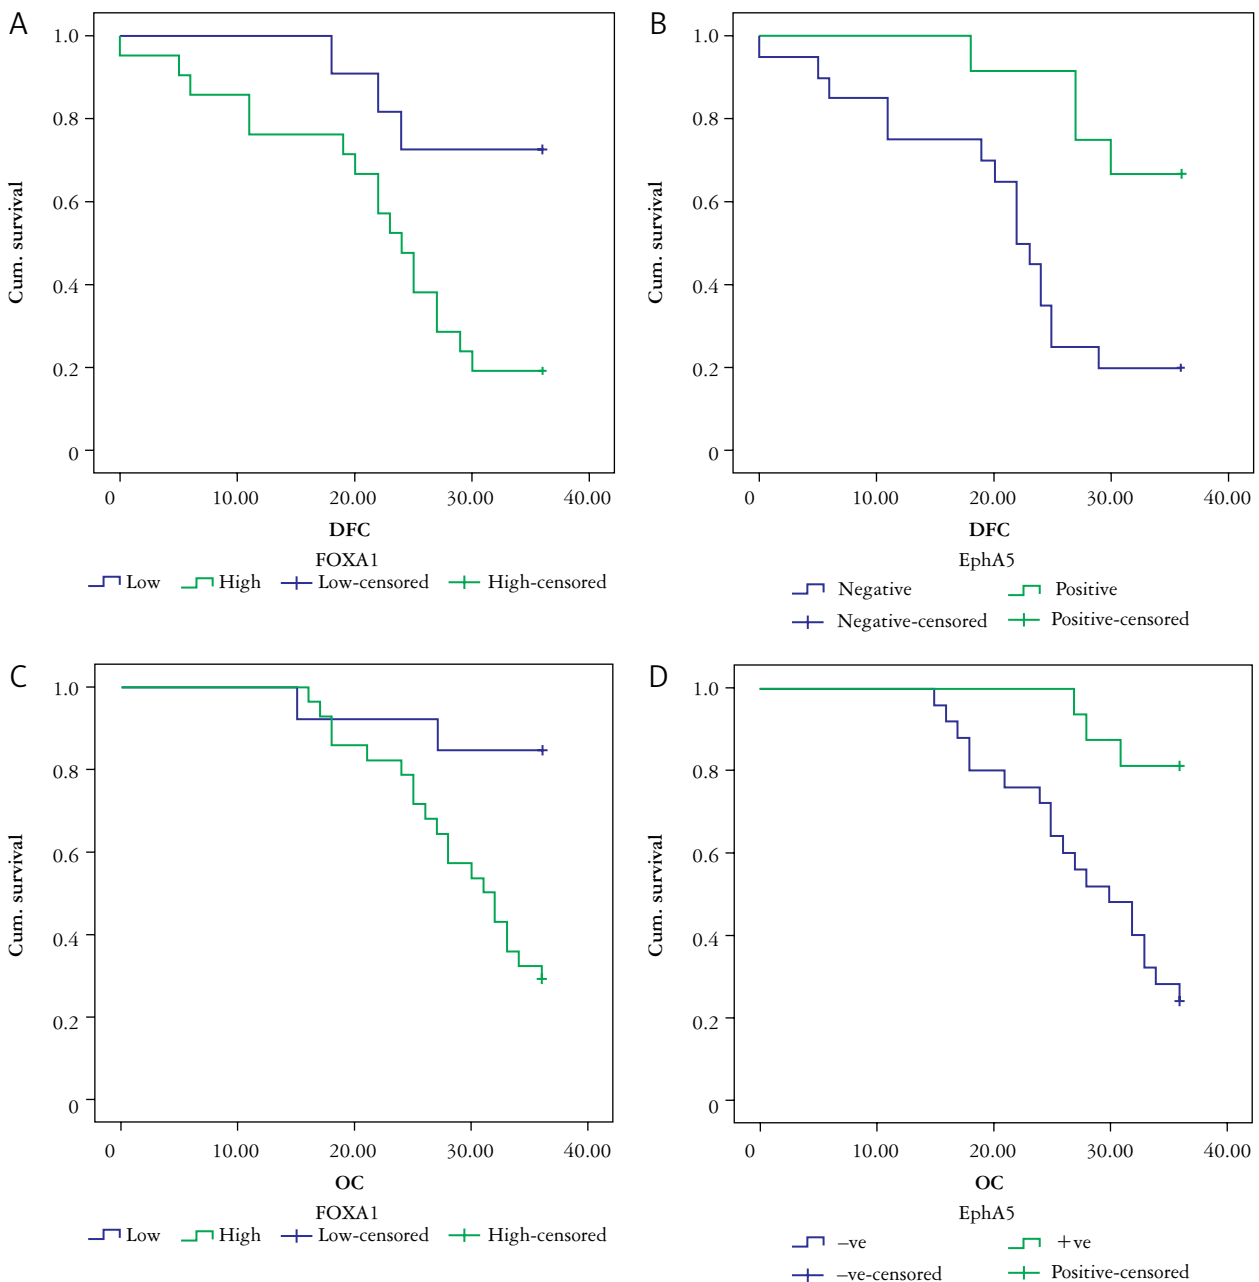 A
1.0
0.8
0.6
0.4
0.2
0
Cum. survival
0 10.00 20.00 30.00 40.00
DFC
FOXA1
Low High Low-censored High-censored
B
1.0
0.8
0.6
0.4
0.2
0
Cum. survival
0 10.00 20.00 30.00 40.00
DFC
EphA5
Negative Positive
Negative-censored Positive-censored
C
1.0
0.8
0.6
0.4
0.2
0
Cum. survival
0 10.00 20.00 30.00 40.00
OC
FOXA1
Low High Low-censored High-censored
D
1.0
0.8
0.6
0.4
0.2
0
Cum. survival
0 10.00 20.00 30.00 40.00
OC
EphA5
–ve +ve
–ve-censored Positive-censored